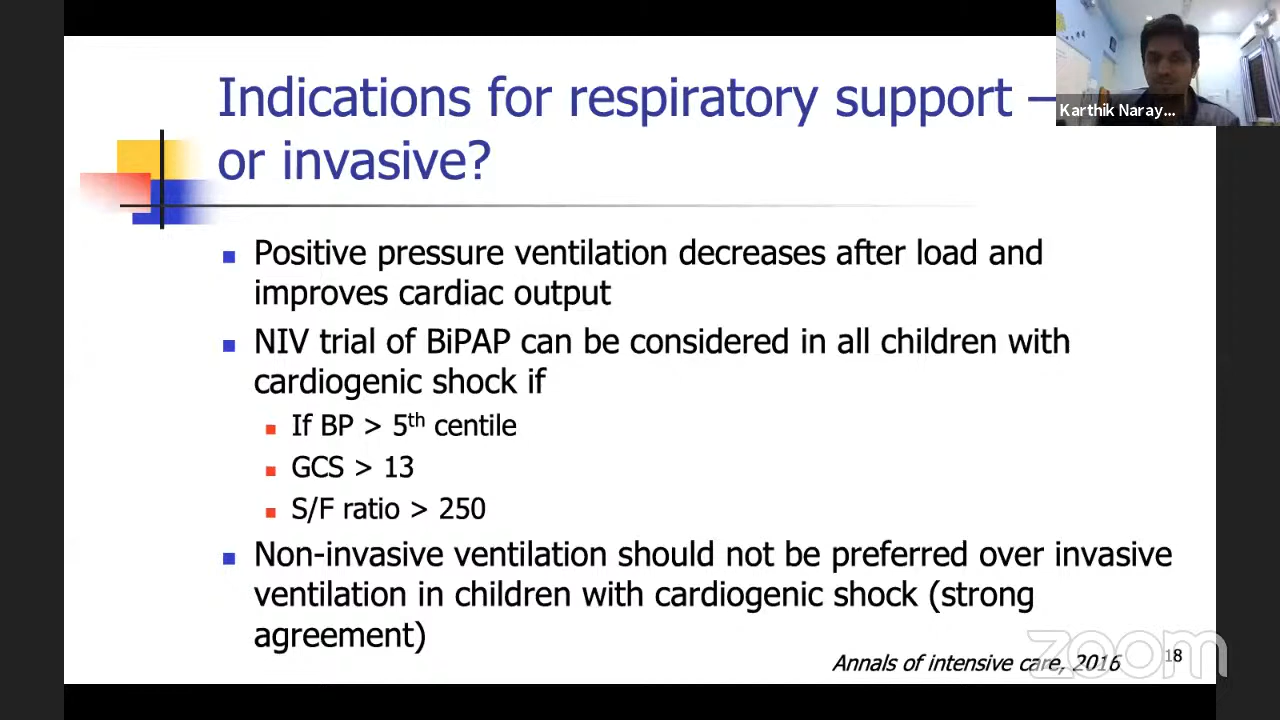 Indications for respiratory support –
or invasive?
Karthik Naray...
Positive pressure ventilation decreases after load and
improves cardiac output
NIV trial of BiPAP can be considered in all children with
cardiogenic shock if
If BP > 5th centile
GCS > 13
S/F ratio > 250
Non-invasive ventilation should not be preferred over invasive
ventilation in children with cardiogenic shock (strong
agreement)
Annals of intensive care, 2016
18
zoom